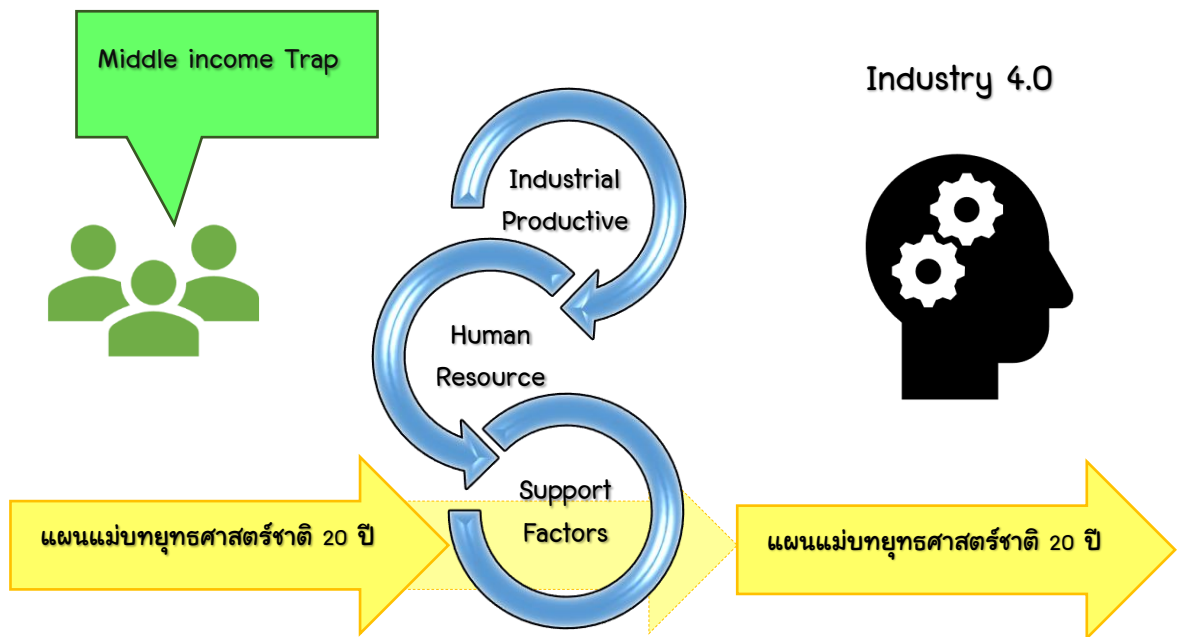 Middle income Trap
Industry 4.0
Industrial
Productive
Human
Resource
Support
Factors
แผนแม่บทยุทธศาสตร์ชาติ 20 ปี
แผนแม่บทยุทธศาสตร์ชาติ 20 ปี